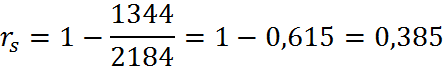 r_s = 1 − 1344/2184 = 1 − 0,615 = 0,385